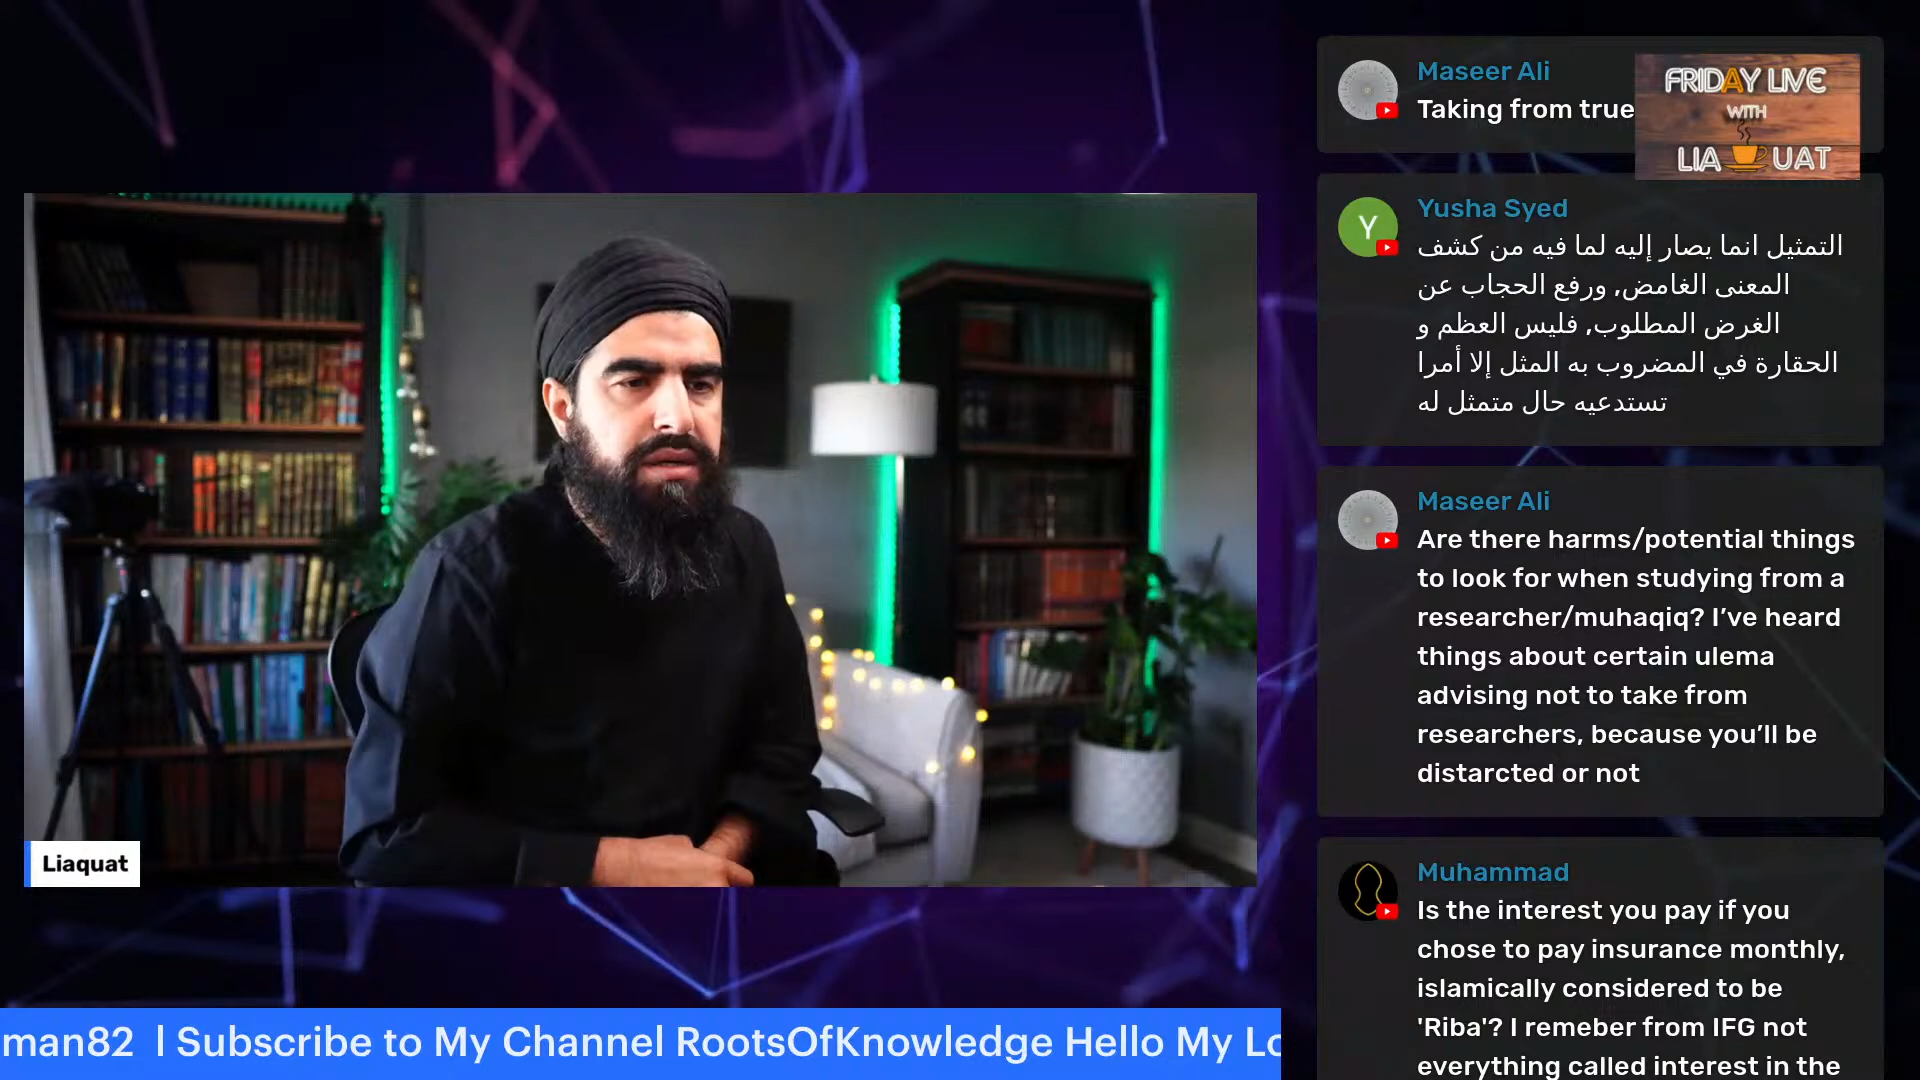 Maseer Ali
Taking from true
FRIDAY LIVE
WITH
LIA UAT
Yusha Syed
Y
التمثيل انما يصار إليه لما فيه من كشف
المعنى الغامض, ورفع الحجاب عن
الغرض المطلوب, فليس العظم و
الحقارة في المضروب به المثل إلا أمرا
تستدعيه حال متمثل له
Maseer Ali
Are there harms/potential things
to look for when studying from a
researcher/muhaqiq? I’ve heard
things about certain ulema
advising not to take from
researchers, because you’ll be
distarcted or not
Muhammad
Is the interest you pay if you
chose to pay insurance monthly,
islamically considered to be
'Riba'? I remeber from IFG not
everything called interest in the
Liaquat
man82 | Subscribe to My Channel RootsOfKnowledge Hello My Lo